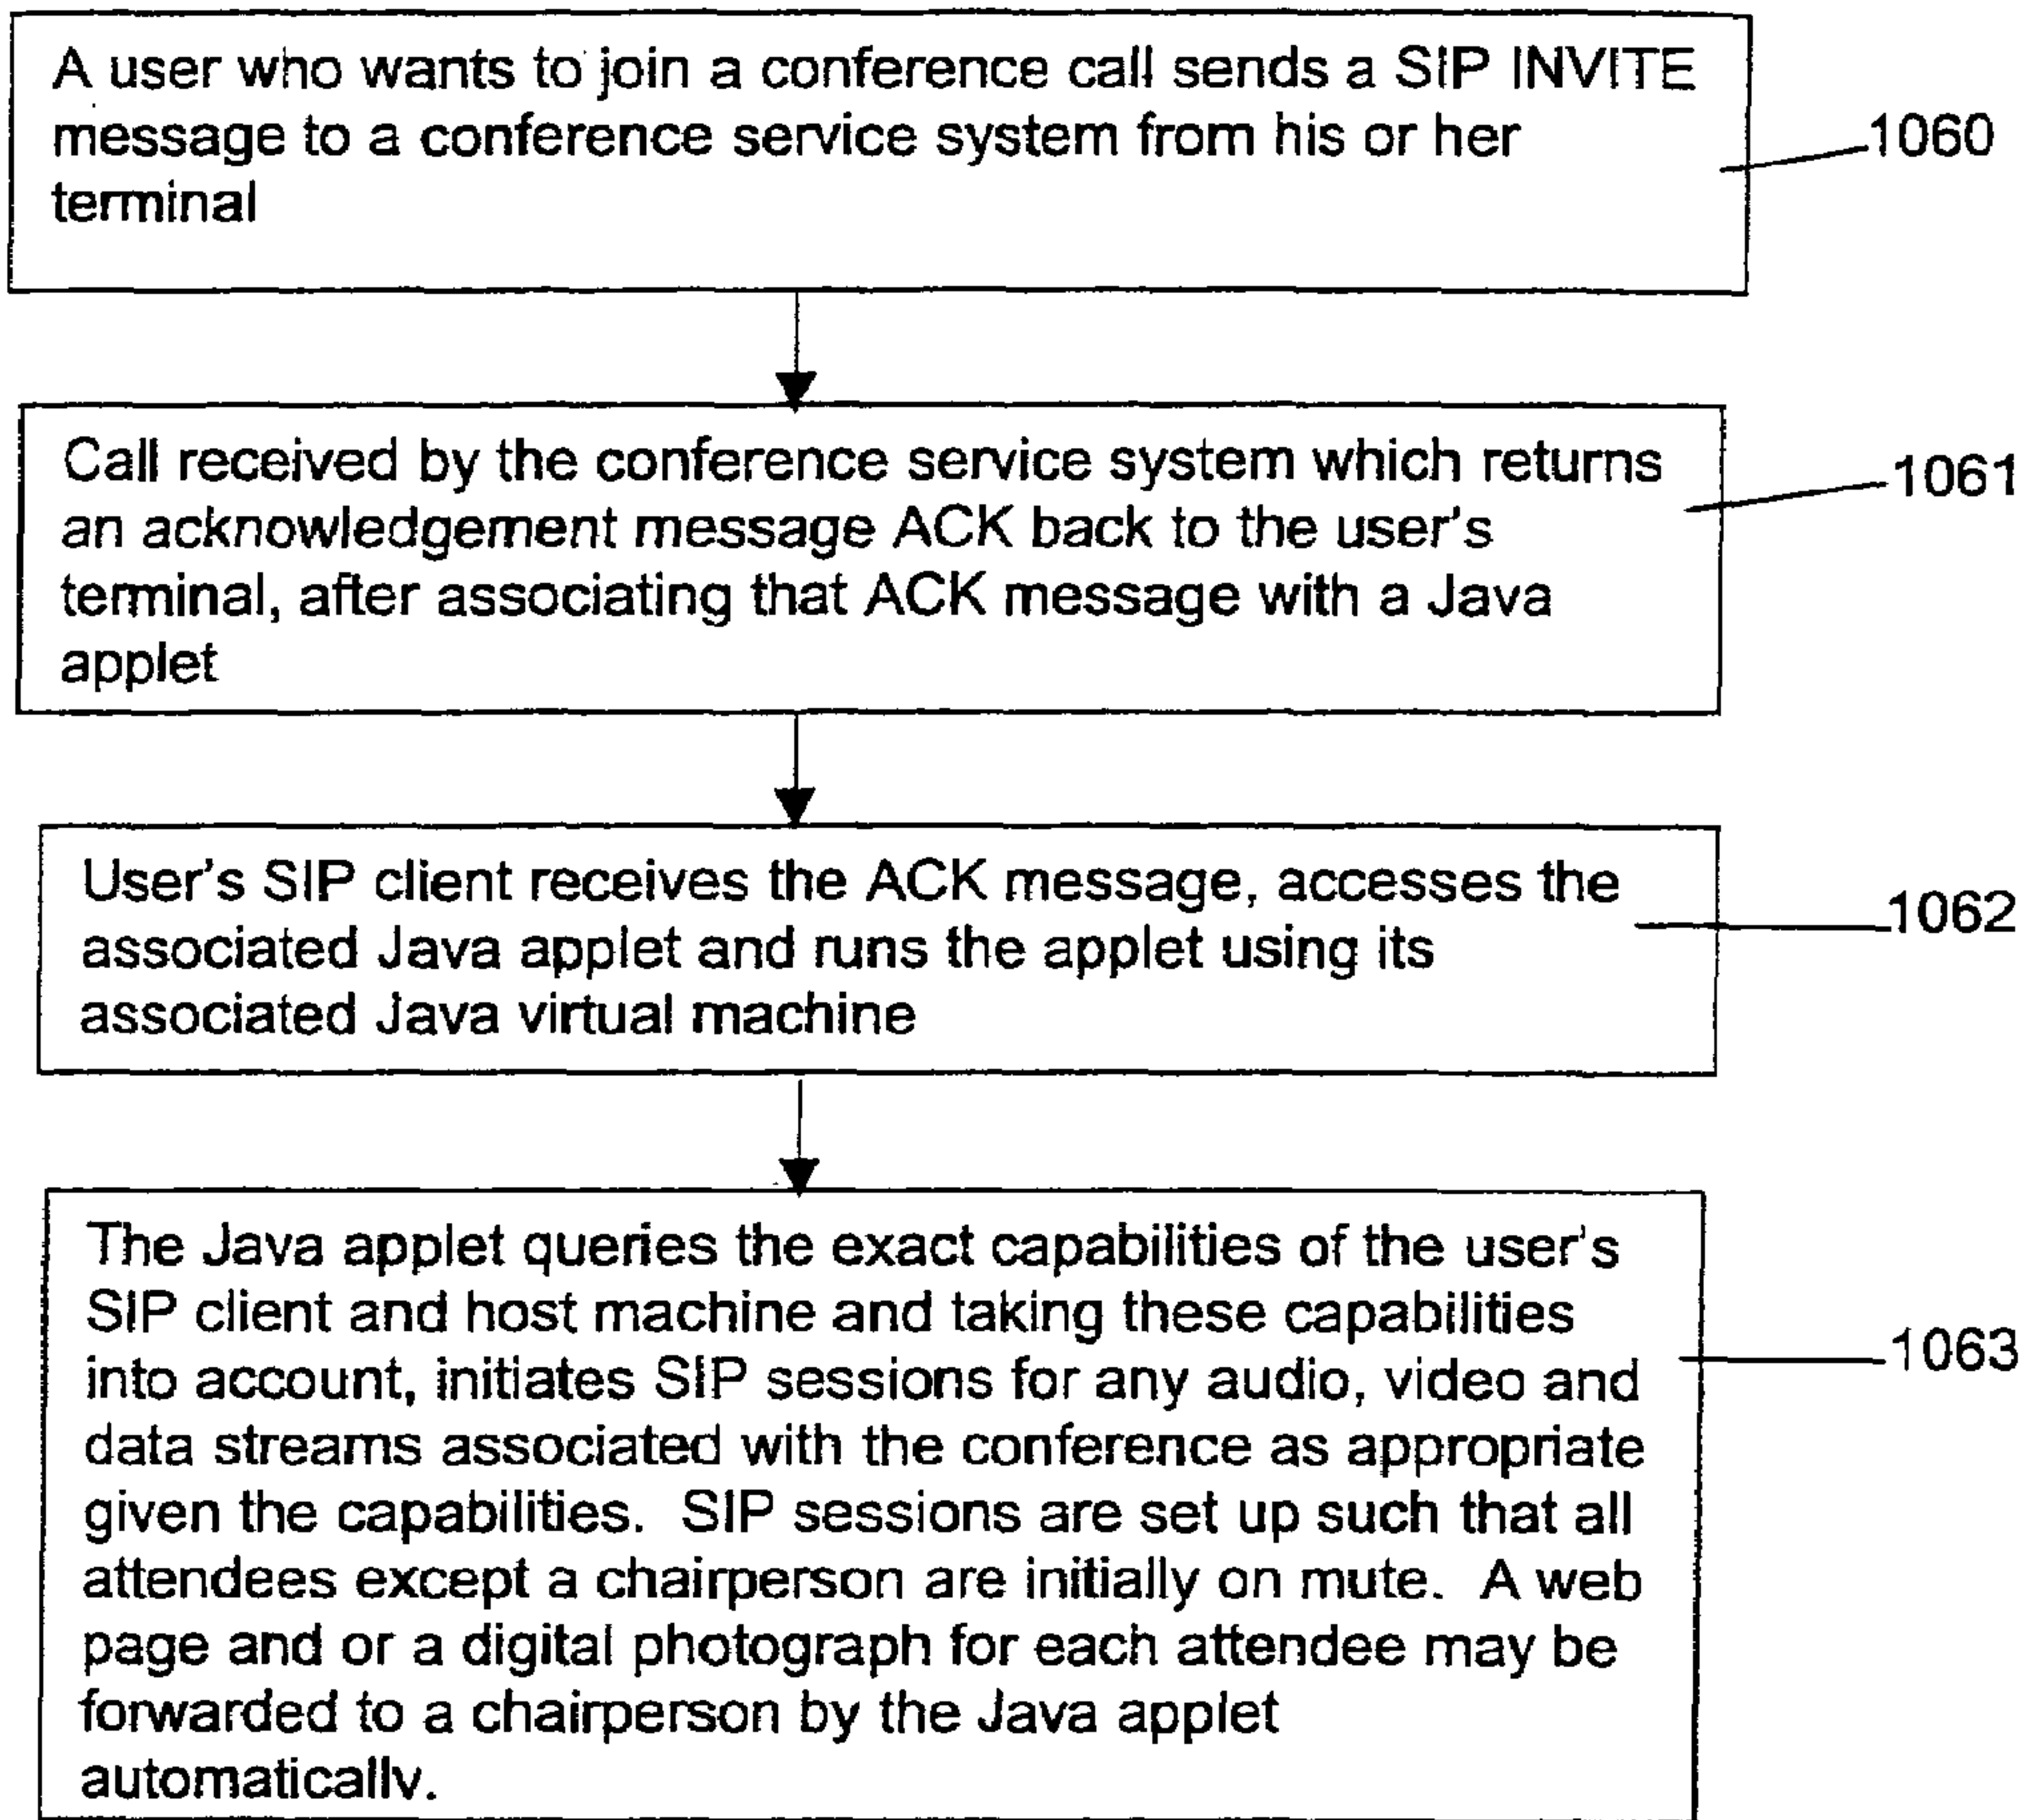 A user who wants to join a conference call sends a SIP INVITE
message to a conference service system from his or her
terminal
1060
Call received by the conference service system which returns
an acknowledgement message ACK back to the user's
terminal, after associating that ACK message with a Java
applet
1061
User's SIP client receives the ACK message, accesses the
associated Java applet and runs the applet using its
associated Java virtual machine
1062
The Java applet queries the exact capabilities of the user's
SIP client and host machine and taking these capabilities
into account, initiates SIP sessions for any audio, video and
data streams associated with the conference as appropriate
given the capabilities. SIP sessions are set up such that all
attendees except a chairperson are initially on mute. A web
page and or a digital photograph for each attendee may be
forwarded to a chairperson by the Java applet
automatically.
1063